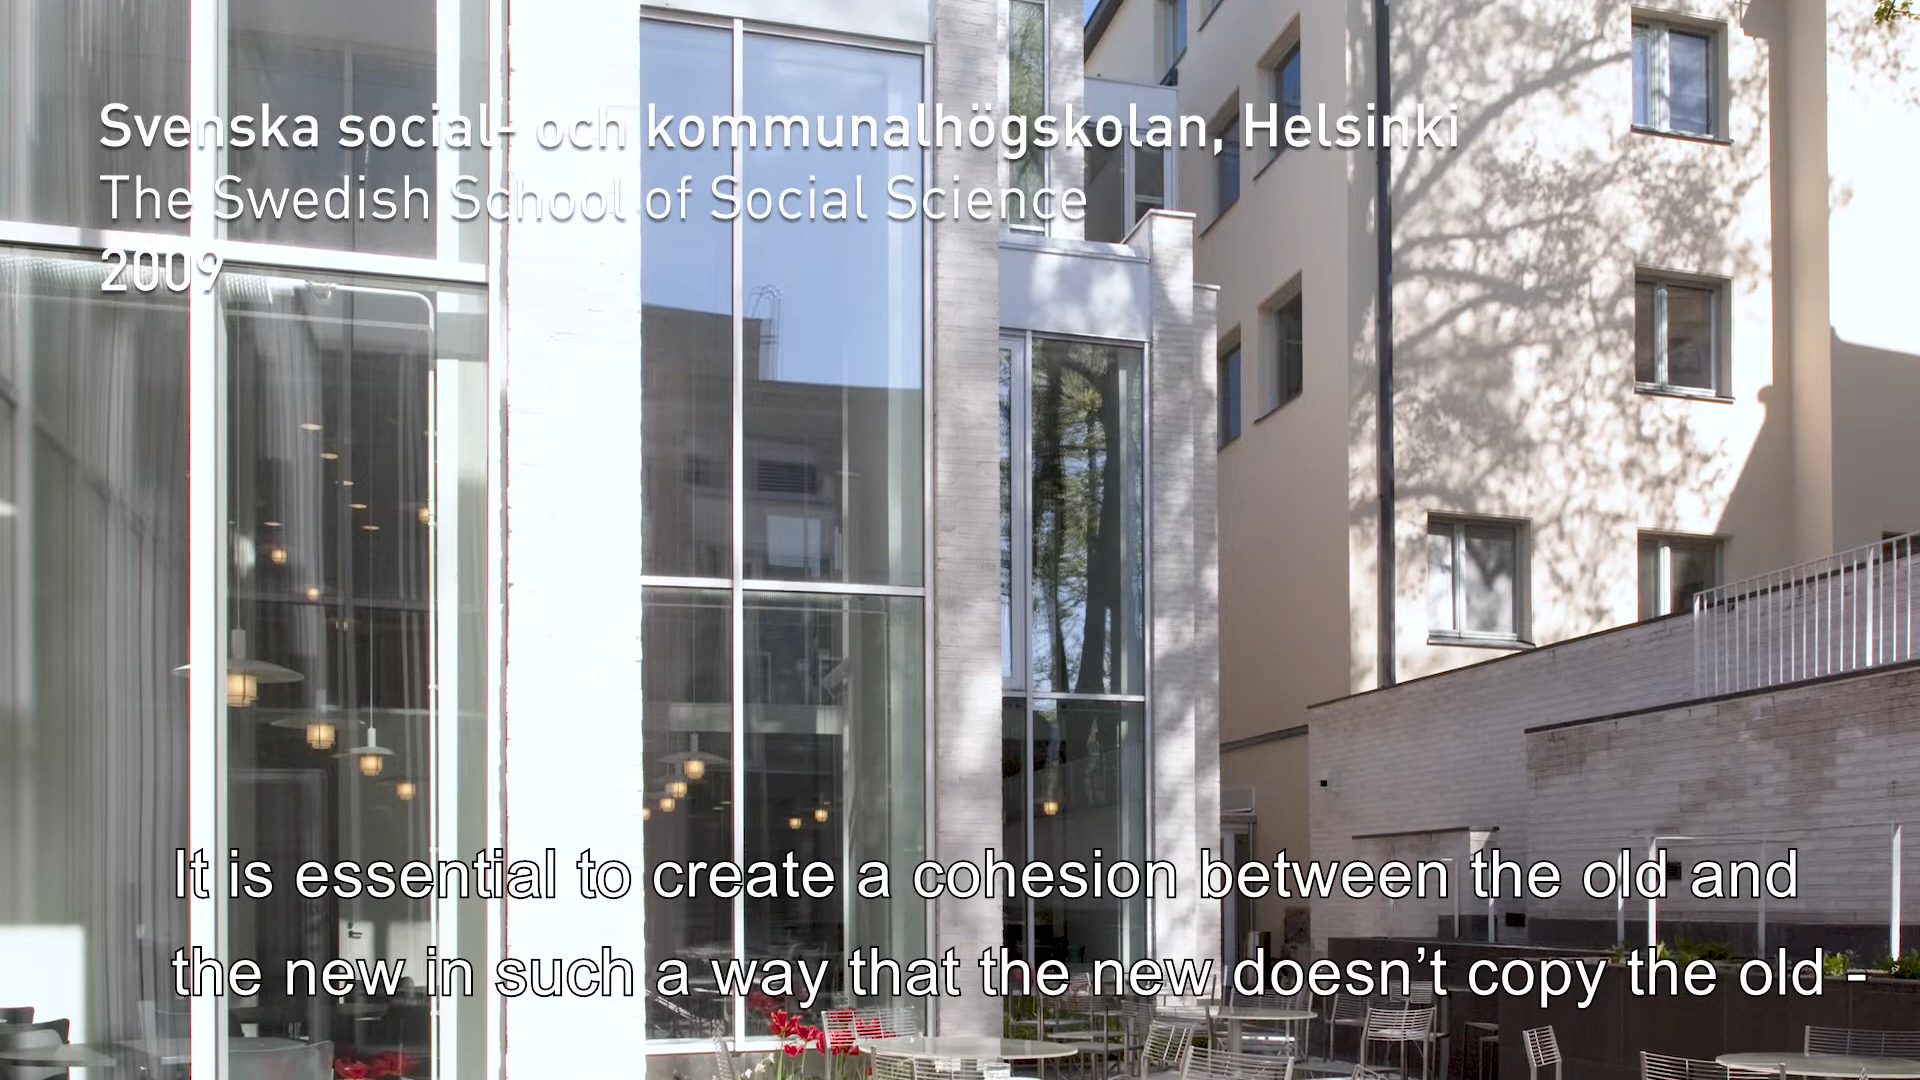 Svenska social- och kommunalhögskolan, Helsinki
The Swedish School of Social Science
2009
It is essential to create a cohesion between the old and
the new in such a way that the new doesn’t copy the old -